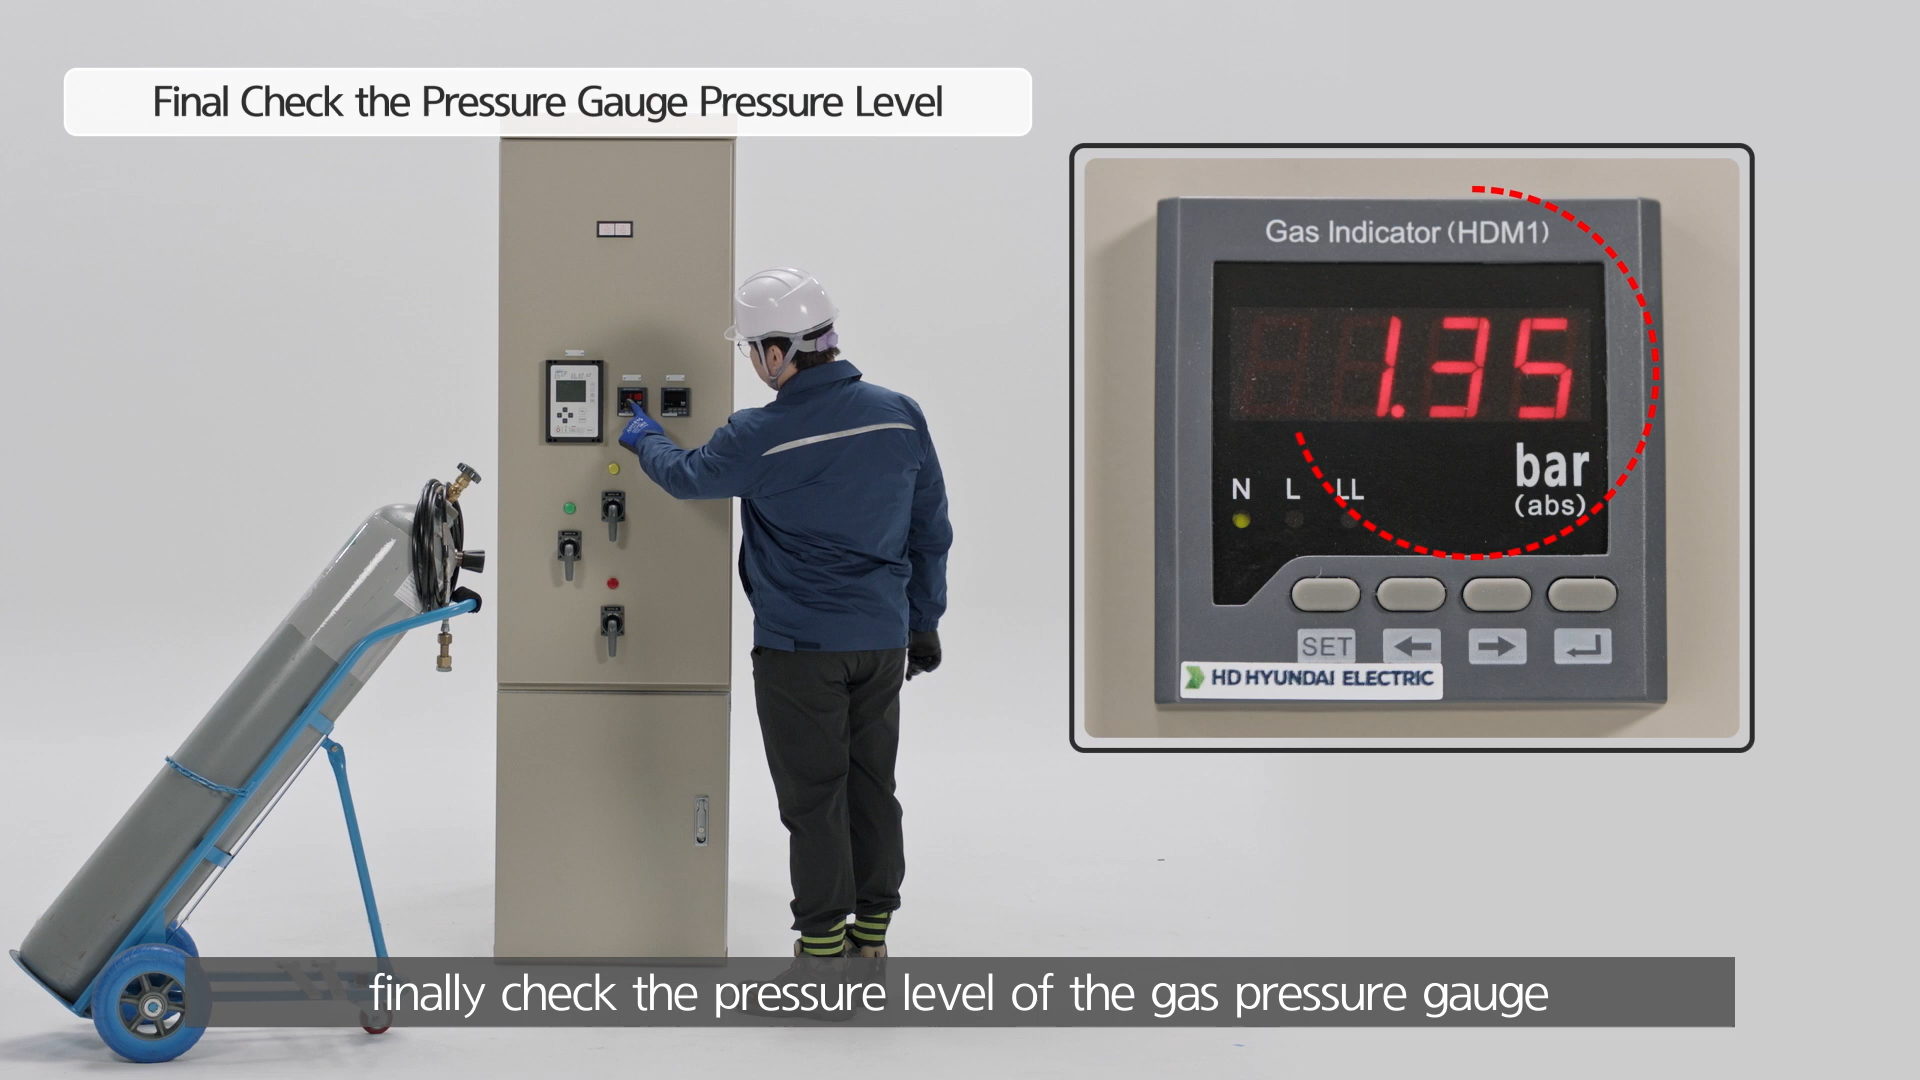 Final Check the Pressure Gauge Pressure Level
Gas Indicator (HDM1)
1.35
bar
(abs)
N L LL
SET
HD HYUNDAI ELECTRIC
finally check the pressure level of the gas pressure gauge